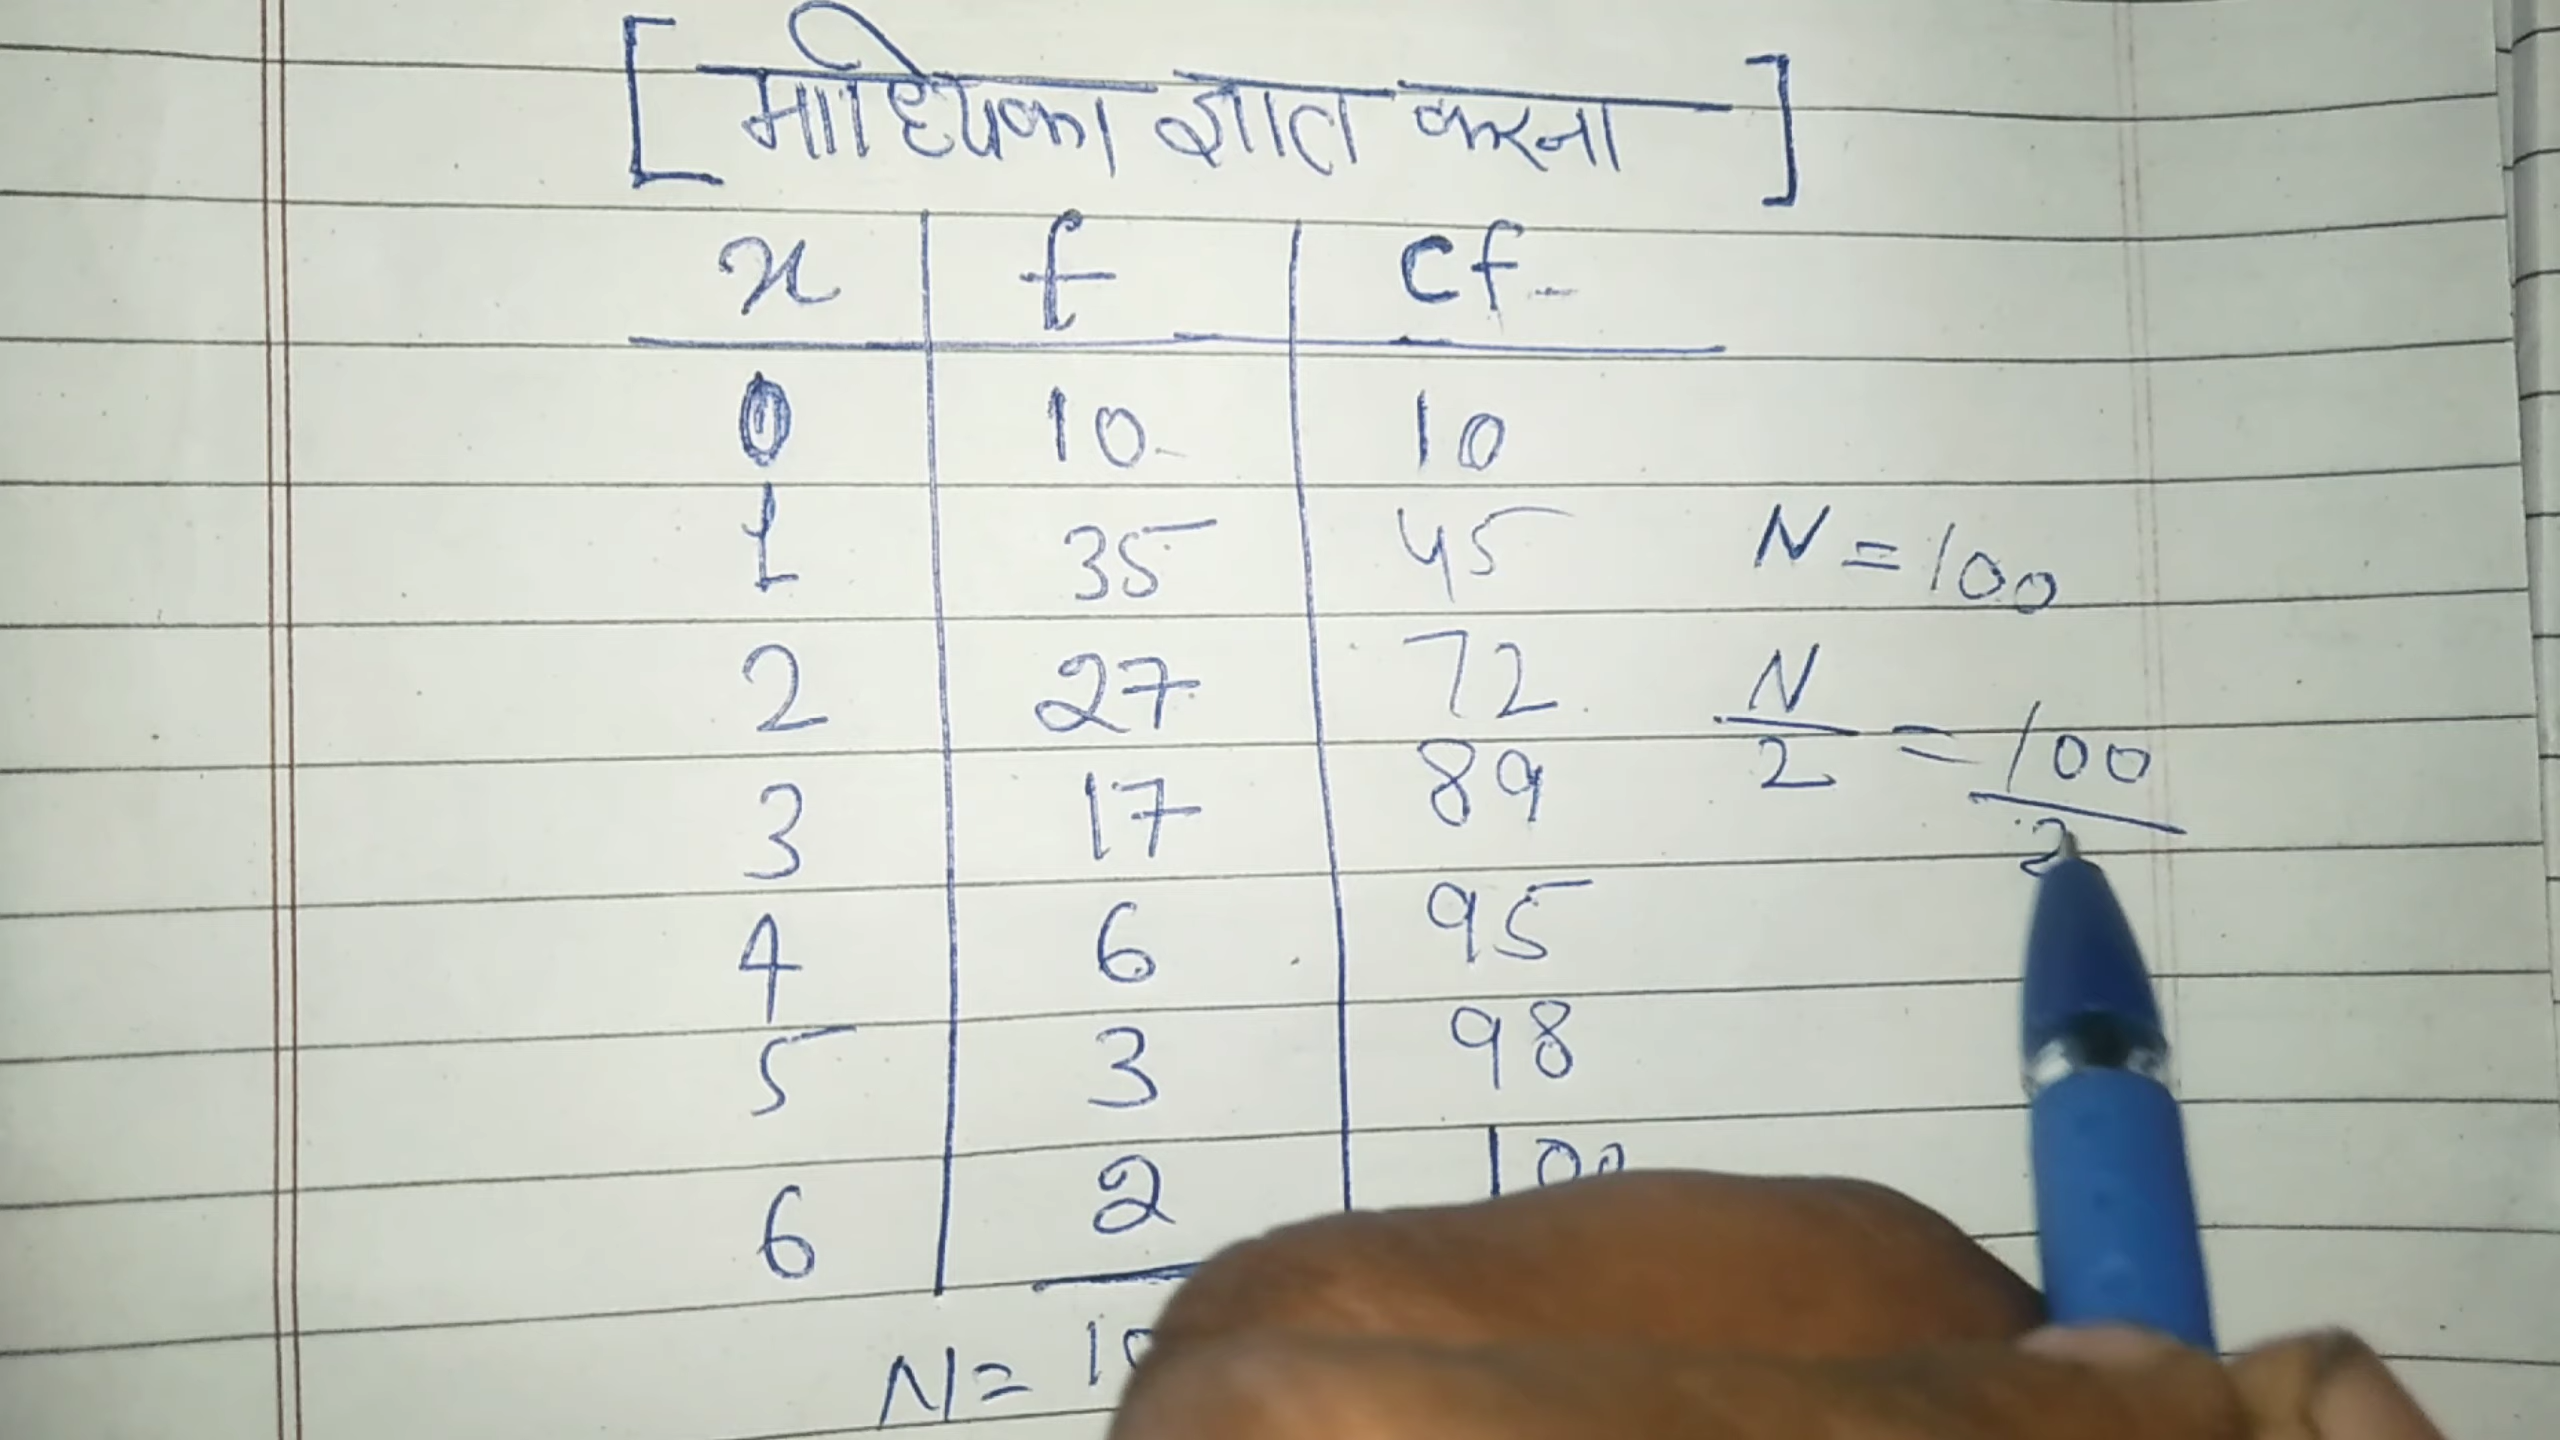 [ माध्यिका ज्ञात करना ]
x f cf
0 10 10
1 35 45
2 27 72
3 17 89
4 6 95
5 3 98
6 2 100
N = 100
N/2 = 100/2
N =